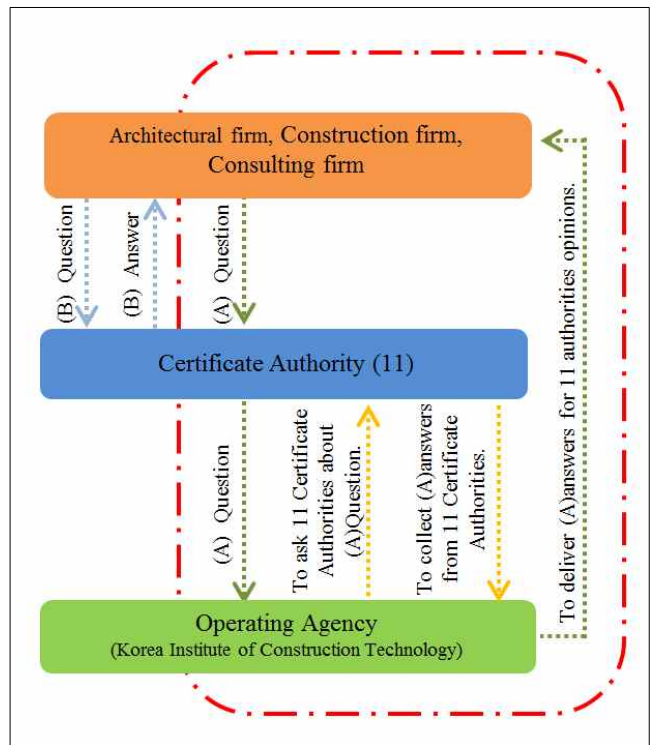 Architectural firm, Construction firm,
Consulting firm
(B) Question
(B) Answer
(A) Question
Certificate Authority (11)
(A) Question
To ask 11 Certificate
Authorities about
(A)Question.
To collect (A)answers
from 11 Certificate
Authorities.
To deliver (A)answers for 11 authorities opinions.
Operating Agency
(Korea Institute of Construction Technology)